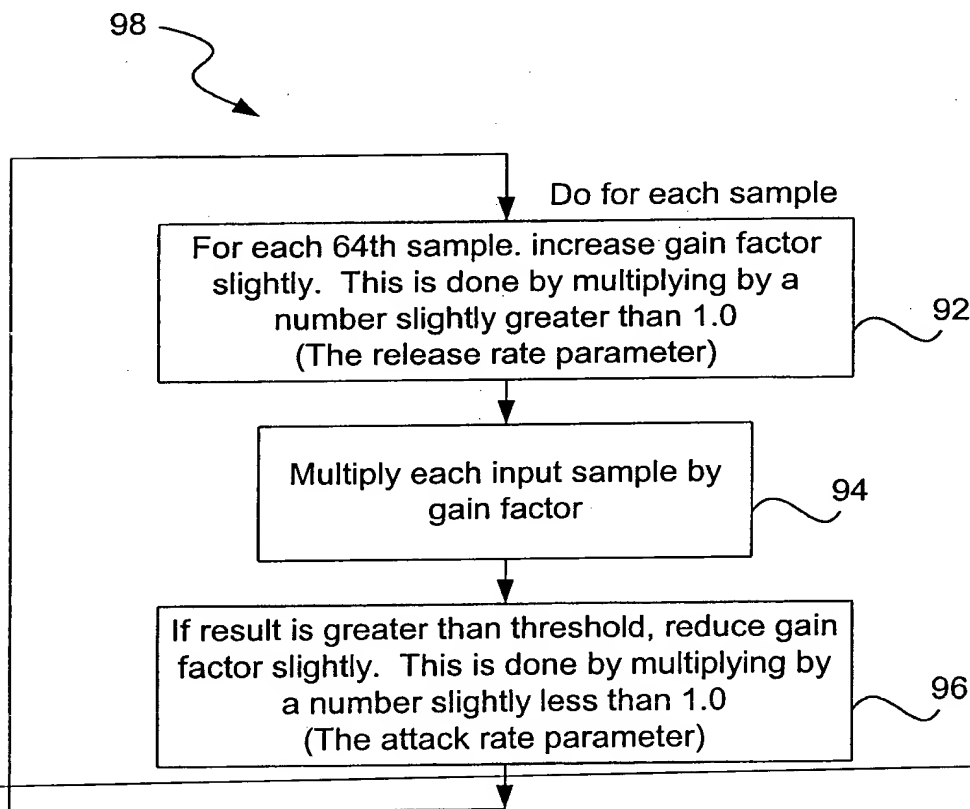 98
Do for each sample
For each 64th sample. increase gain factor
slightly. This is done by multiplying by a
number slightly greater than 1.0
(The release rate parameter)
92
Multiply each input sample by
gain factor
94
If result is greater than threshold, reduce gain
factor slightly. This is done by multiplying by
a number slightly less than 1.0
(The attack rate parameter)
96